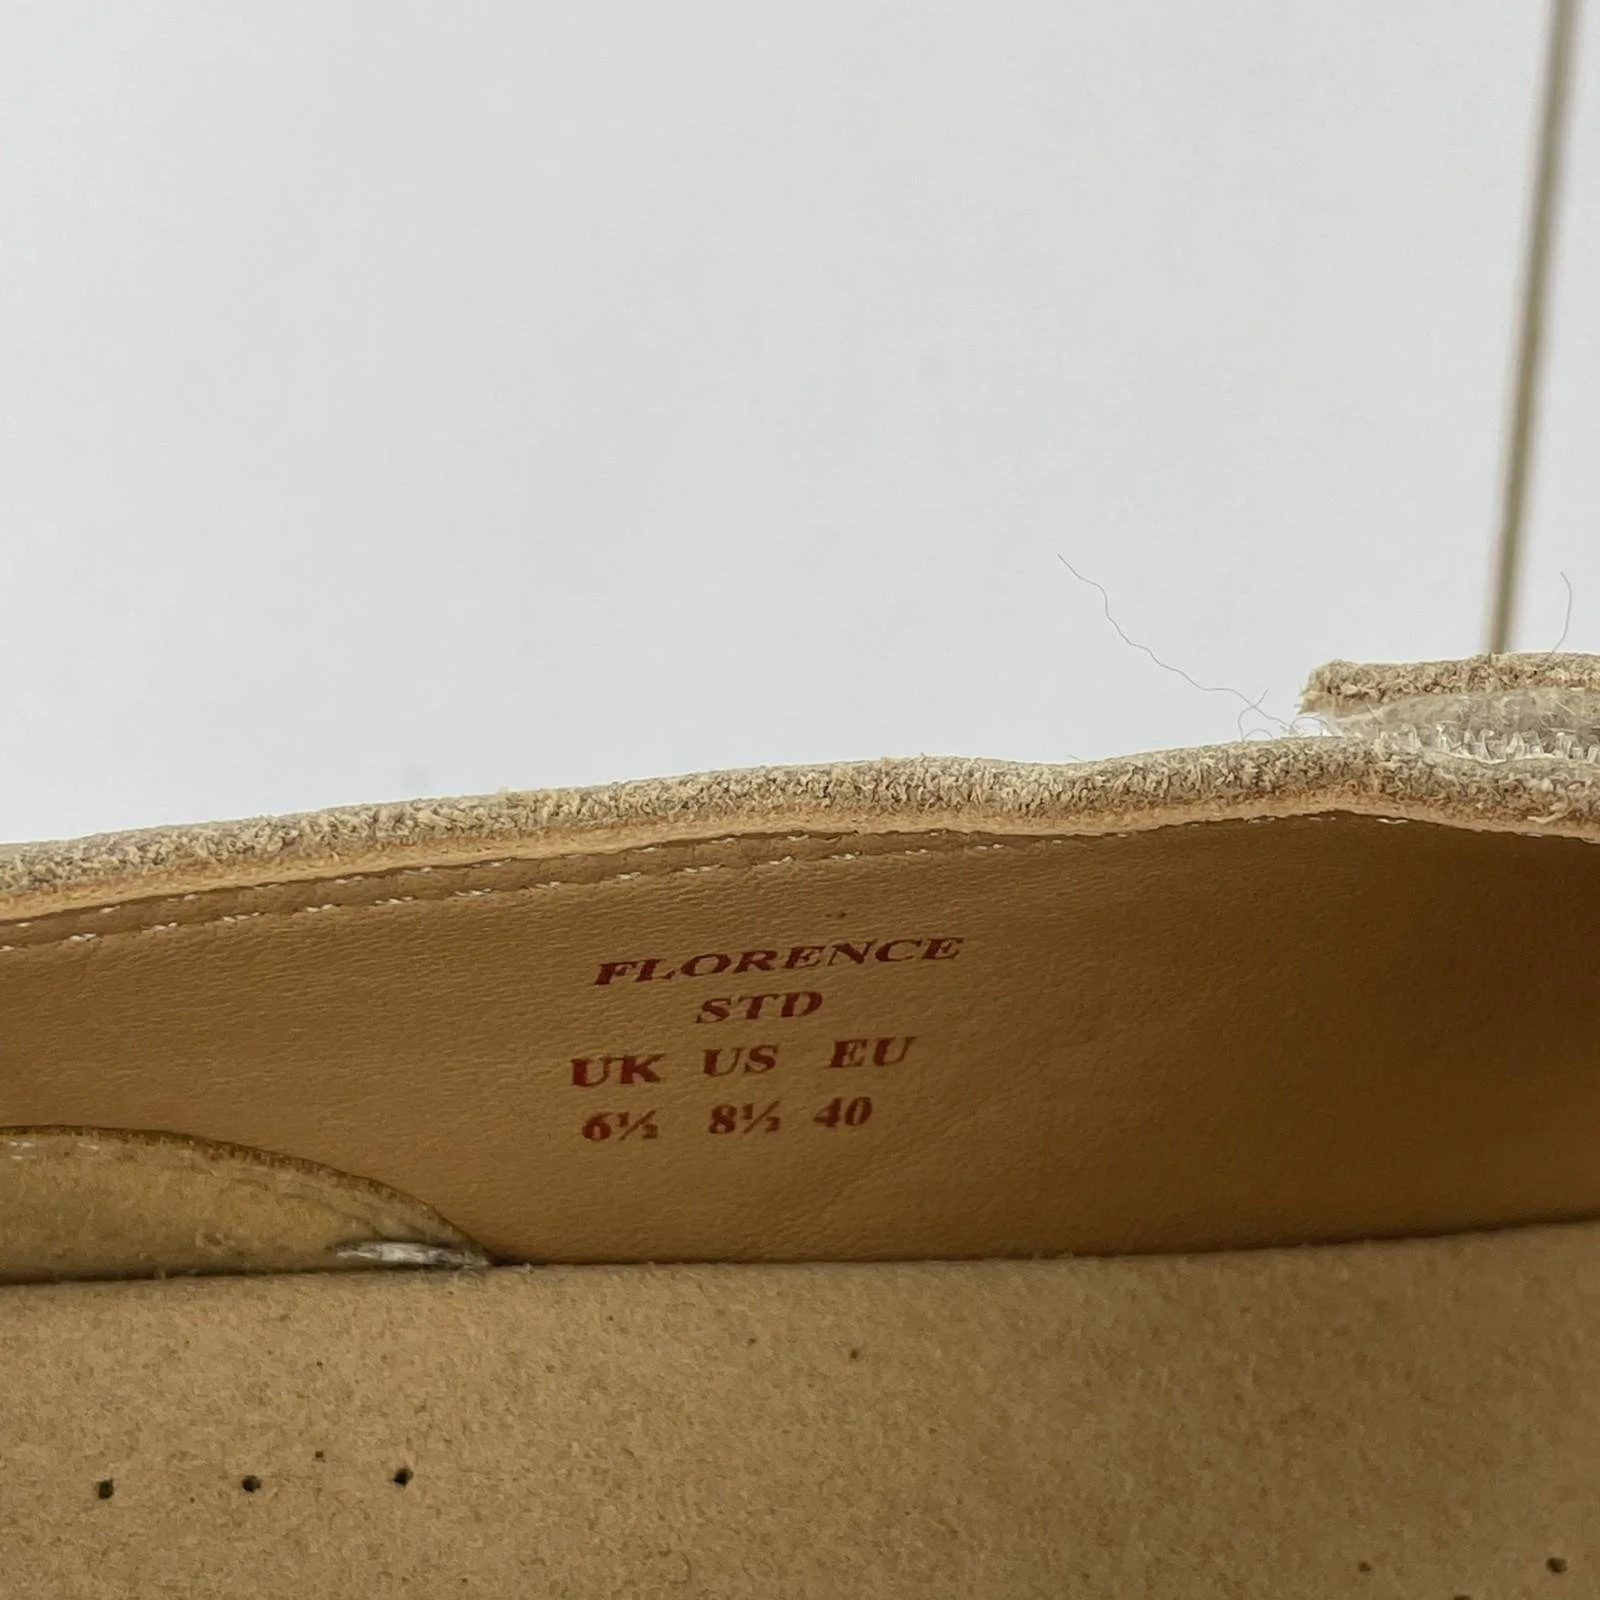 FLORENCE
STD
UK US EU
6½ 8½ 40